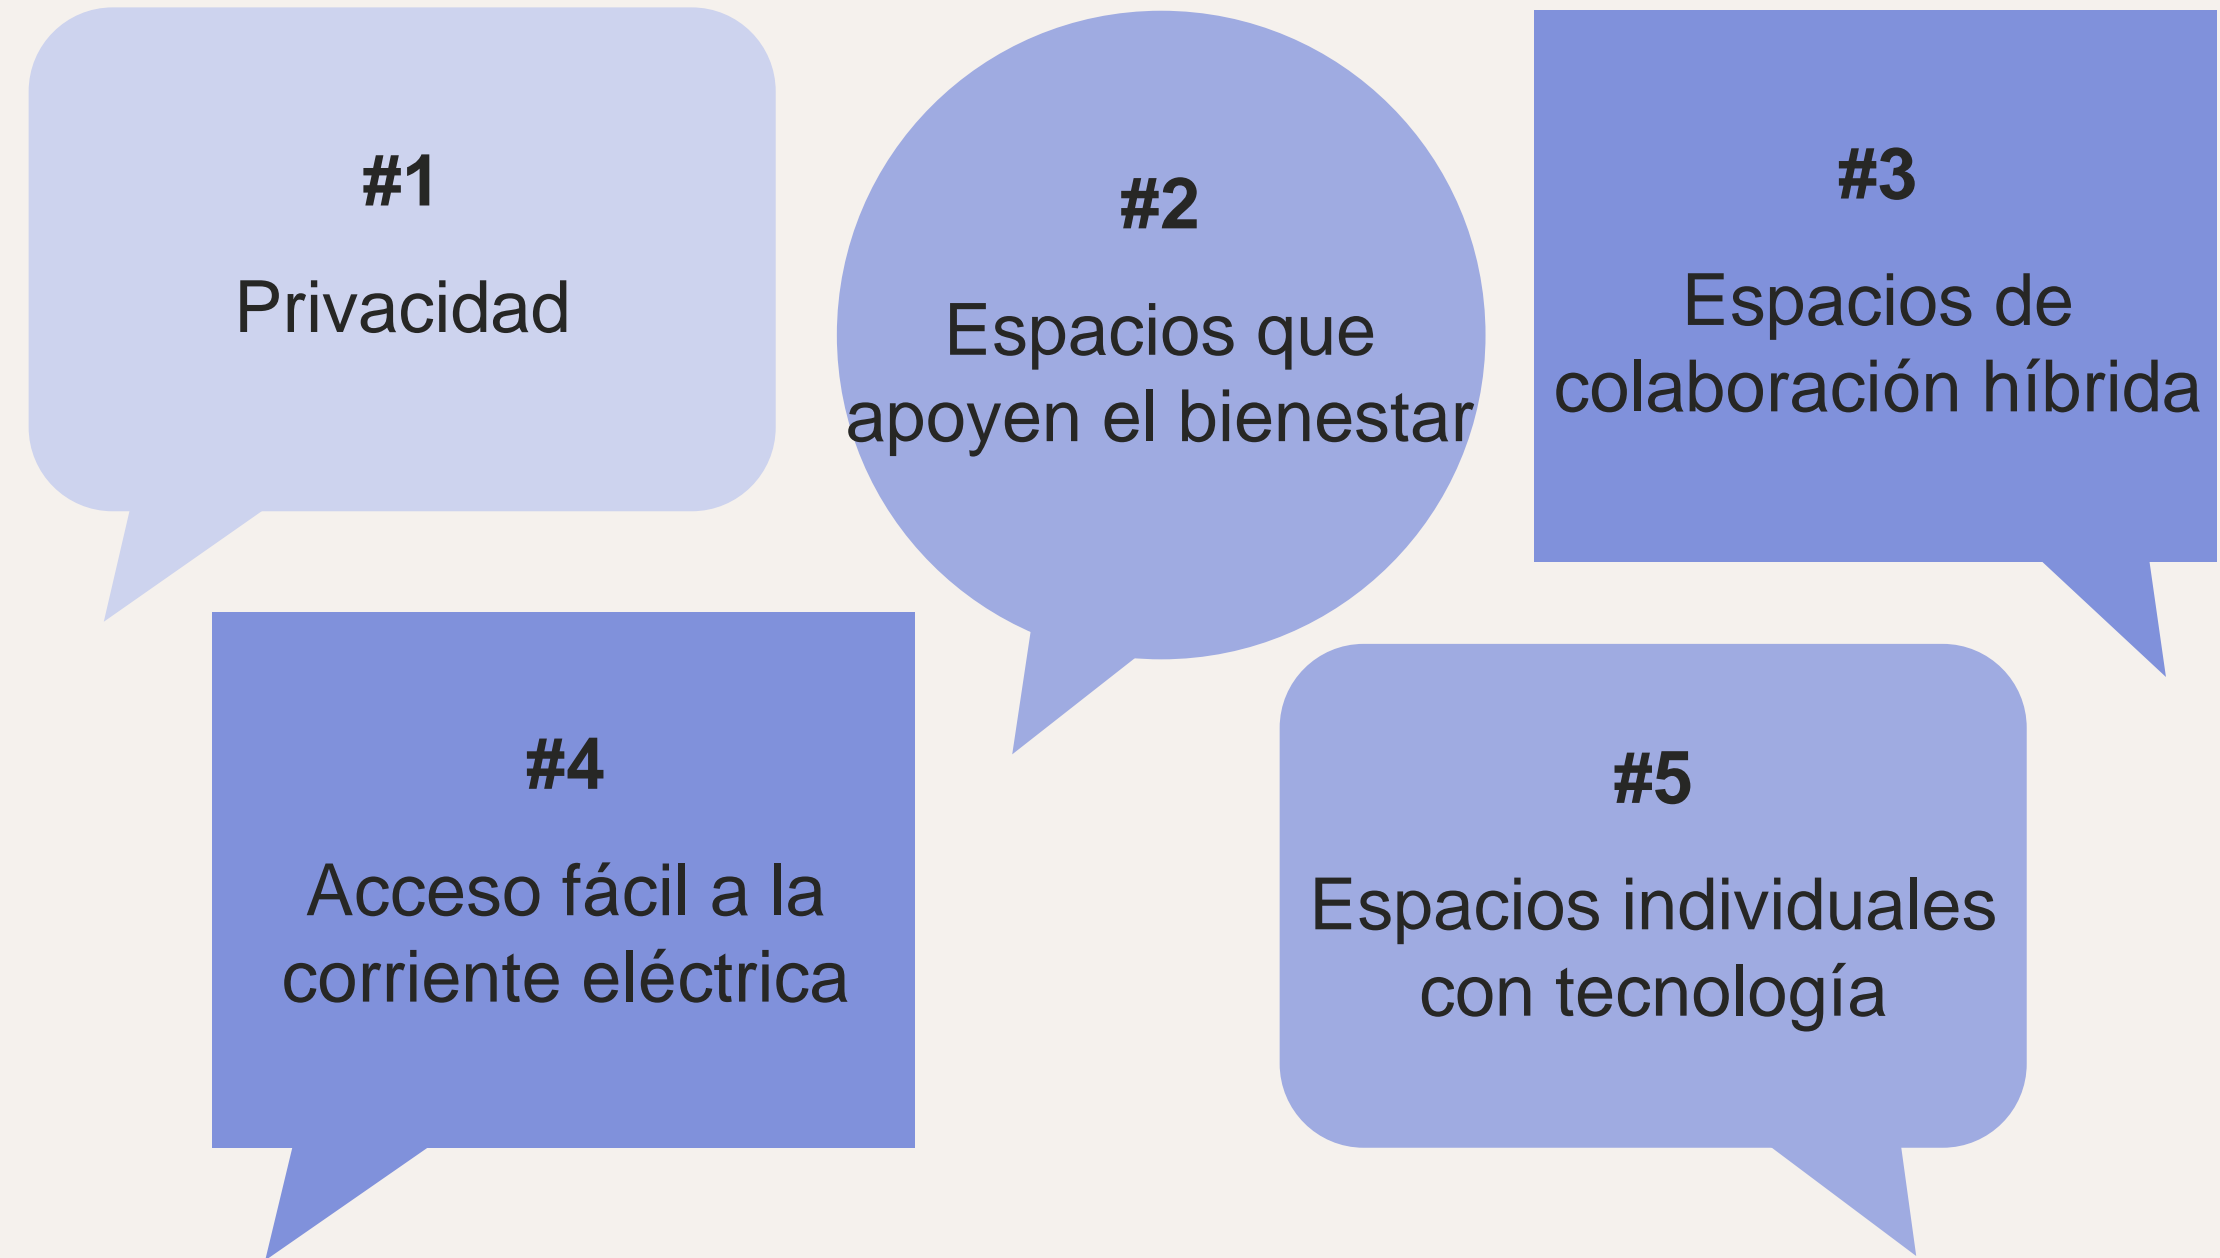 #1
Privacidad
#2
Espacios que
apoyen el bienestar
#3
Espacios de
colaboración híbrida
#4
Acceso fácil a la
corriente eléctrica
#5
Espacios individuales
con tecnología